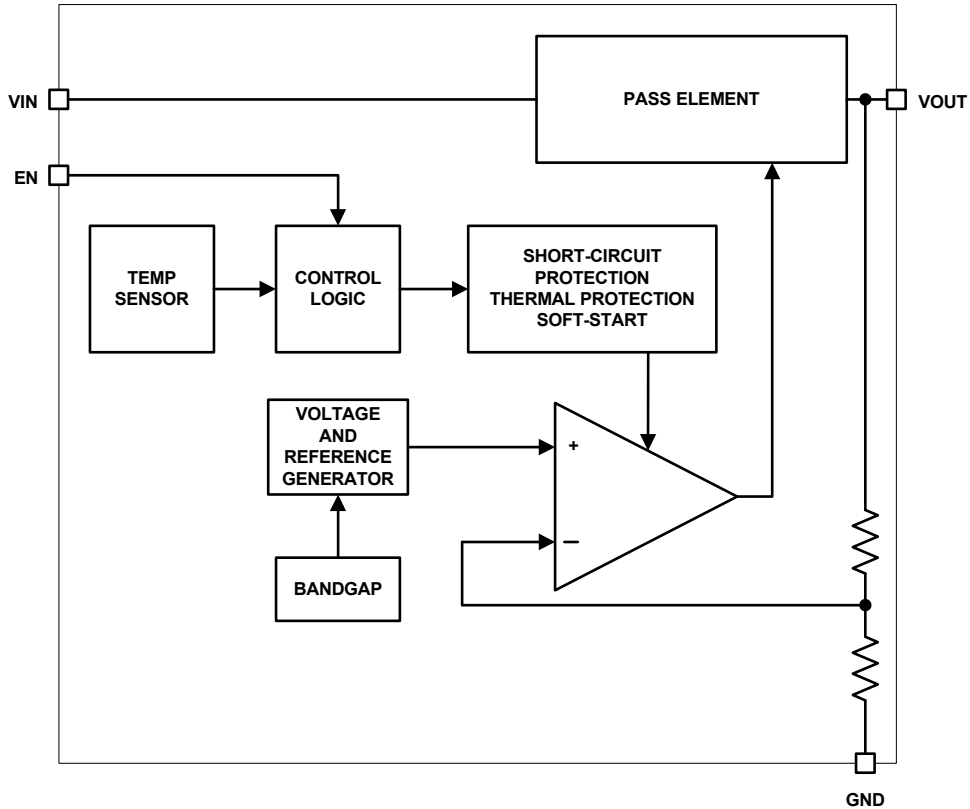 VIN
PASS ELEMENT
VOUT
EN
TEMP
SENSOR
CONTROL
LOGIC
SHORT-CIRCUIT
PROTECTION
THERMAL PROTECTION
SOFT-START
VOLTAGE
AND
REFERENCE
GENERATOR
+
−
BANDGAP
GND